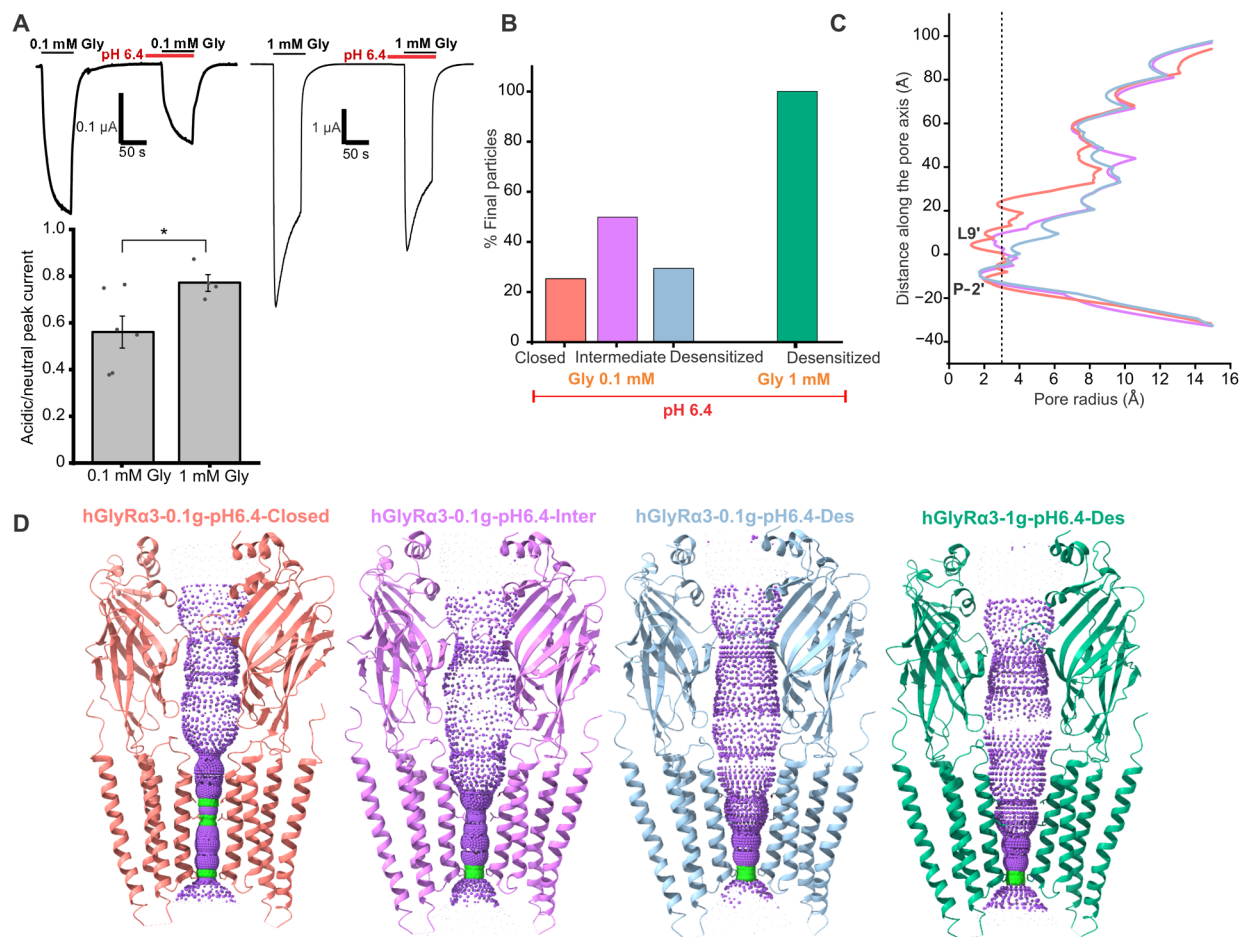 A
0.1 mM Gly
0.1 mM Gly
pH 6.4
0.1 µA
50 s
1 mM Gly
1 mM Gly
pH 6.4
1 µA
50 s
Acidic/neutral peak current
1.0
0.8
0.6
0.4
0.2
0
*
0.1 mM Gly
1 mM Gly
B
% Final particles
100
80
60
40
20
0
Closed
Intermediate
Desensitized
Desensitized
Gly 0.1 mM
Gly 1 mM
pH 6.4
C
Distance along the pore axis (Å)
100
80
60
40
20
0
−20
−40
L9'
P-2'
0
2
4
6
8
10
12
14
16
Pore radius (Å)
D
hGlyRα3-0.1g-pH6.4-Closed
hGlyRα3-0.1g-pH6.4-Inter
hGlyRα3-0.1g-pH6.4-Des
hGlyRα3-1g-pH6.4-Des